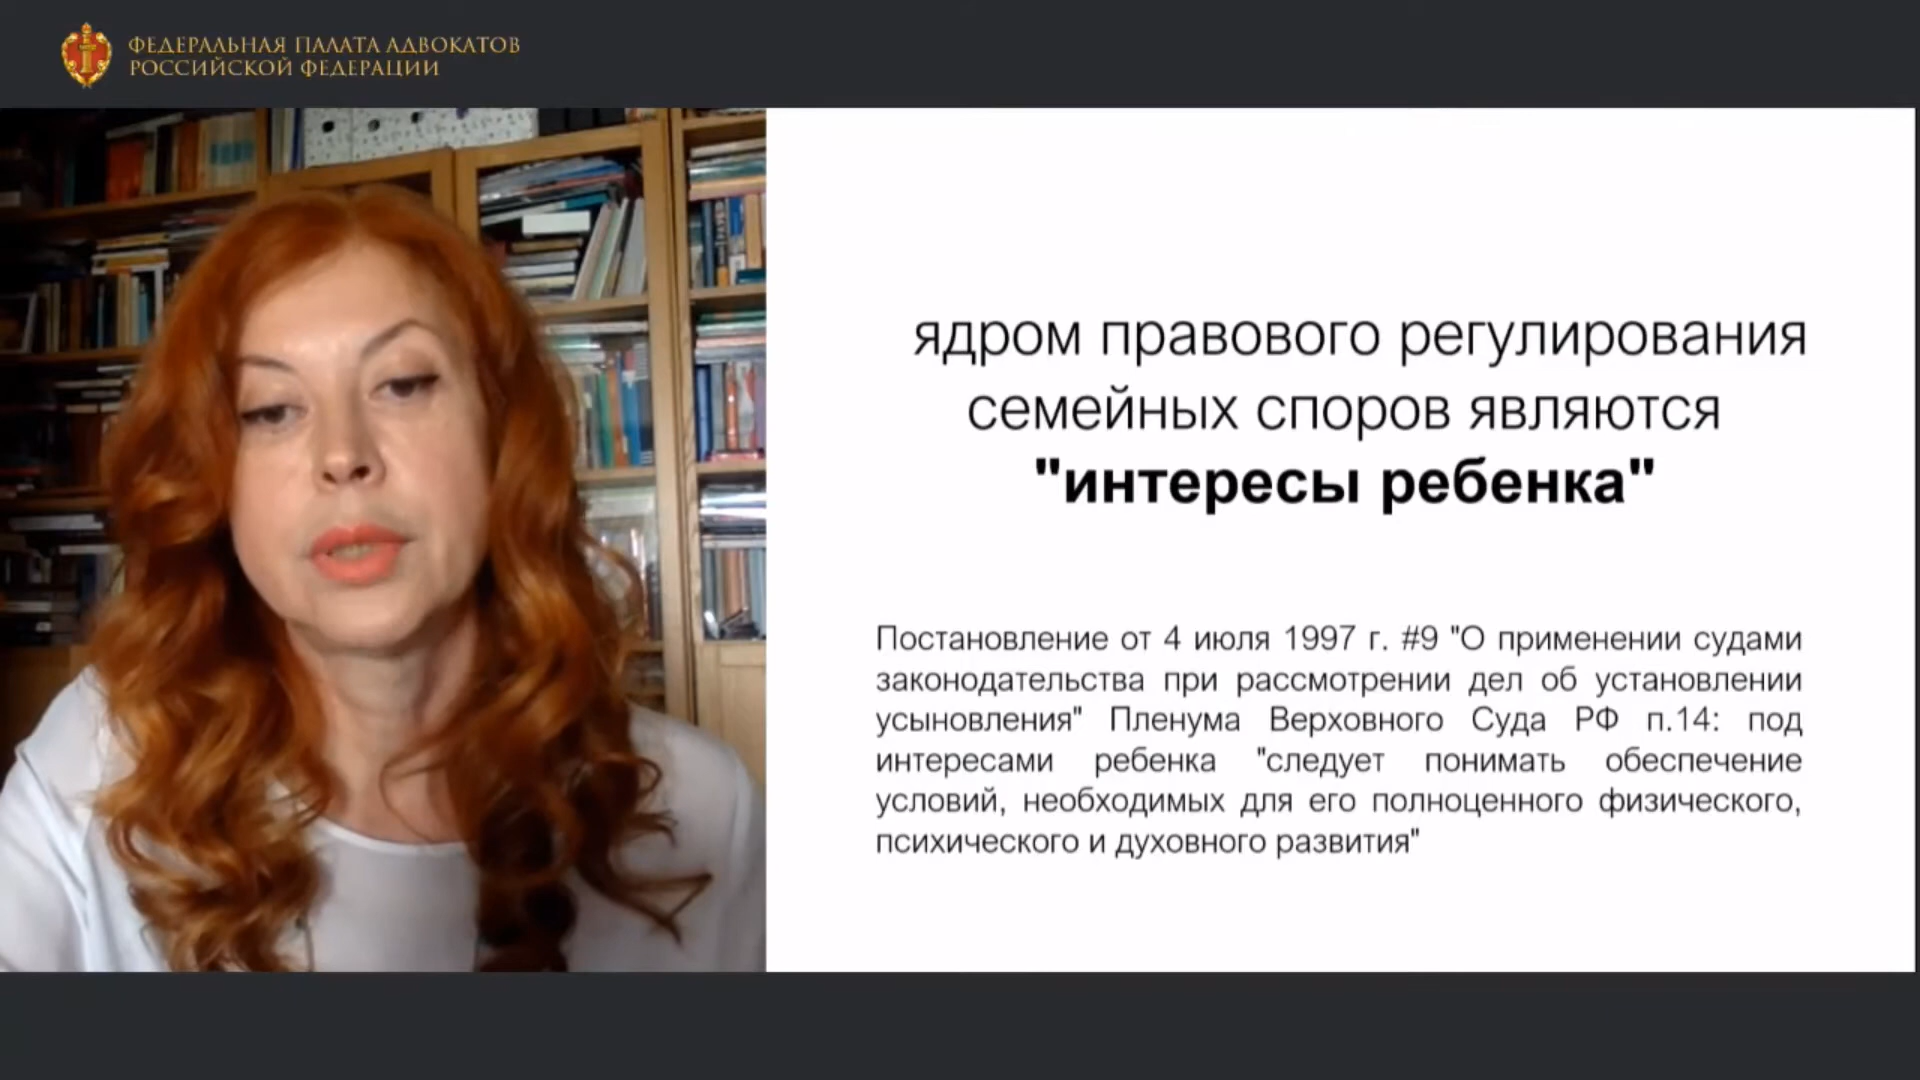 ФЕДЕРАЛЬНАЯ ПАЛАТА АДВОКАТОВ
РОССИЙСКОЙ ФЕДЕРАЦИИ
ядром правового регулирования
семейных споров являются
"интересы ребенка"
Постановление от 4 июля 1997 г. #9 "О применении судами
законодательства при рассмотрении дел об установлении
усыновления" Пленума Верховного Суда РФ п.14: под
интересами ребенка "следует понимать обеспечение
условий, необходимых для его полноценного физического,
психического и духовного развития"